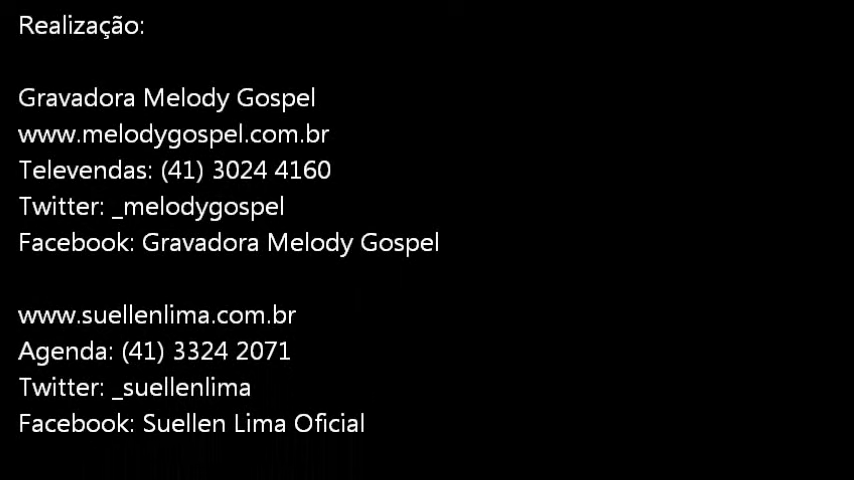 Realização:
Gravadora Melody Gospel
www.melodygospel.com.br
Televendas: (41) 3024 4160
Twitter: _melodygospel
Facebook: Gravadora Melody Gospel
www.suellenlima.com.br
Agenda: (41) 3324 2071
Twitter: _suellenlima
Facebook: Suellen Lima Oficial